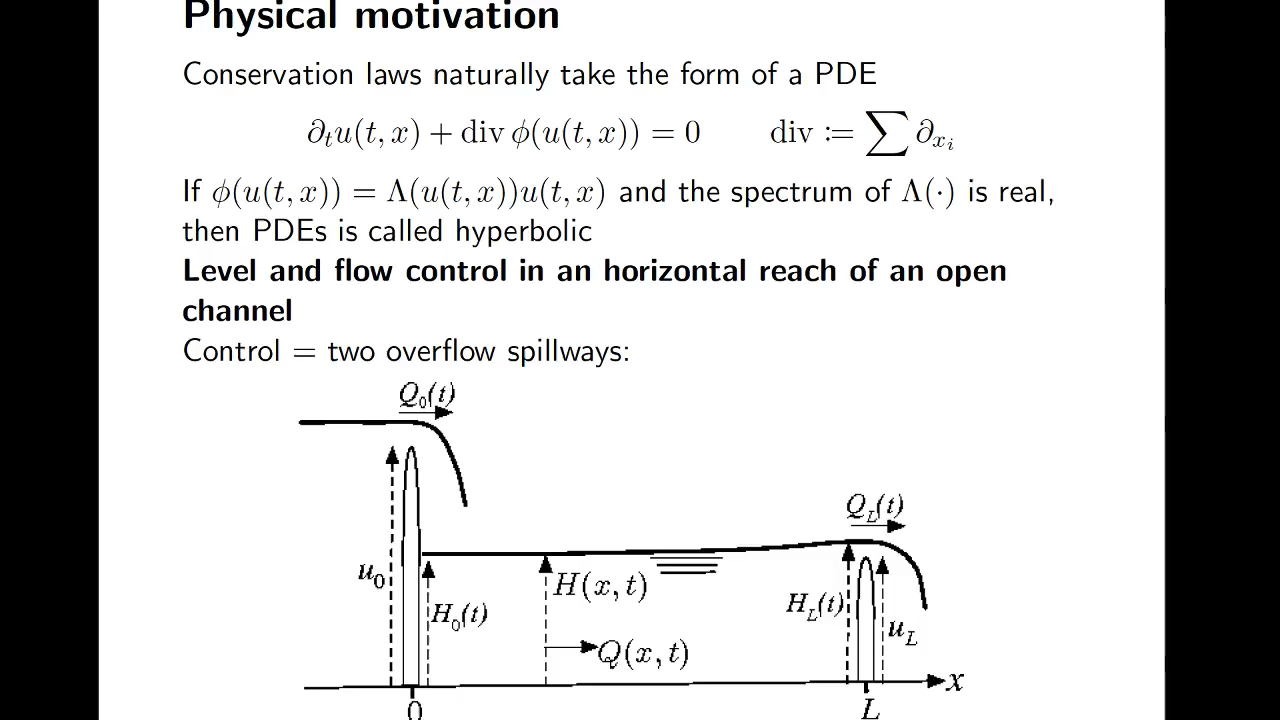 Physical motivation
Conservation laws naturally take the form of a PDE
∂ₜu(t, x) + div ϕ(u(t, x)) = 0 div := ∑ ∂ₓᵢ
If ϕ(u(t, x)) = Λ(u(t, x))u(t, x) and the spectrum of Λ(·) is real,
then PDEs is called hyperbolic
Level and flow control in an horizontal reach of an open
channel
Control = two overflow spillways:
Q₀(t)
Q_L(t)
u₀
H₀(t)
H(x, t)
H_L(t)
u_L
Q(x, t)
x
0
L